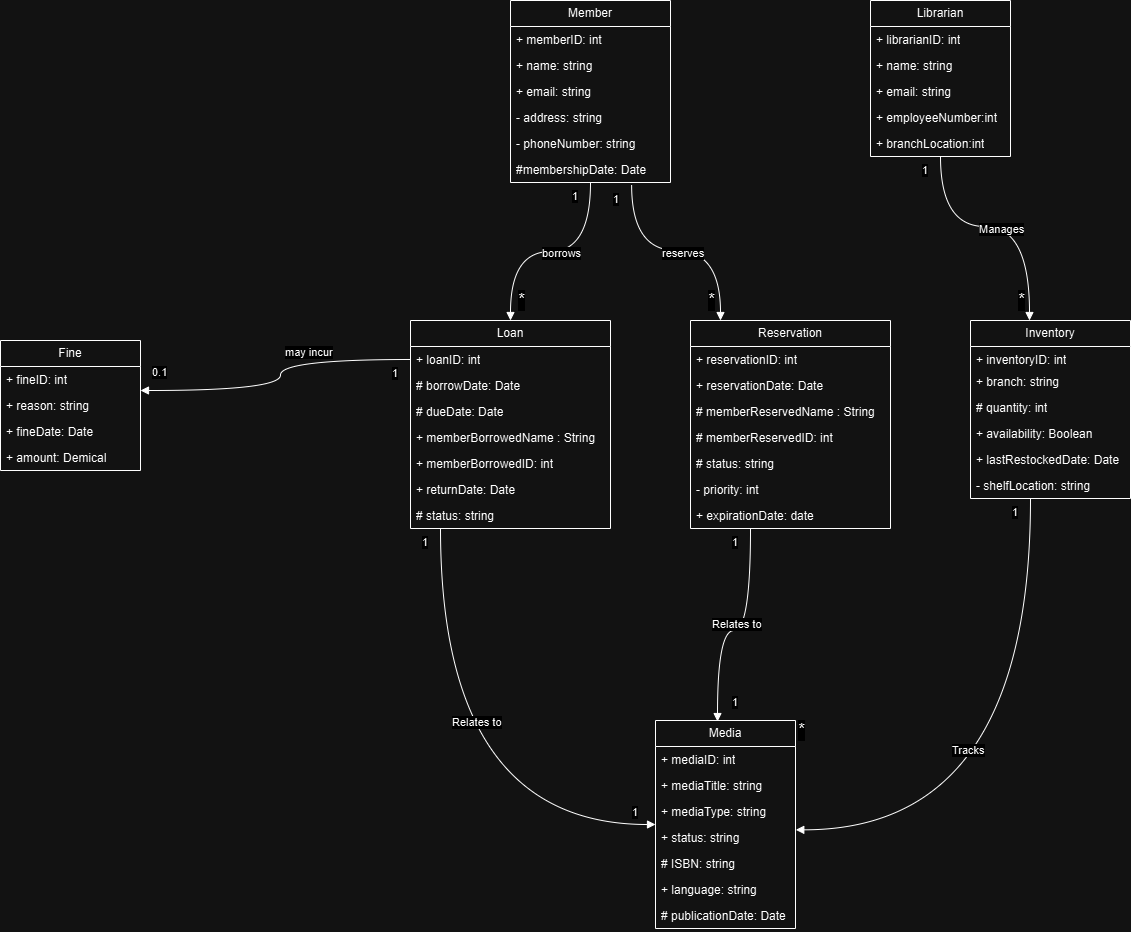 Member
+ memberID: int
+ name: string
+ email: string
- address: string
- phoneNumber: string
#membershipDate: Date
Librarian
+ librarianID: int
+ name: string
+ email: string
+ employeeNumber:int
+ branchLocation:int
1
1
1
borrows
reserves
Manages
*
*
*
Fine
+ fineID: int
+ reason: string
+ fineDate: Date
+ amount: Demical
0.1
may incur
1
Loan
+ loanID: int
# borrowDate: Date
# dueDate: Date
+ memberBorrowedName : String
+ memberBorrowedID: int
+ returnDate: Date
# status: string
Reservation
+ reservationID: int
+ reservationDate: Date
# memberReservedName : String
# memberReservedID: int
# status: string
- priority: int
+ expirationDate: date
Inventory
+ inventoryID: int
+ branch: string
# quantity: int
+ availability: Boolean
+ lastRestockedDate: Date
- shelfLocation: string
1
1
1
Relates to
Relates to
Tracks
1
1
*
Media
+ mediaID: int
+ mediaTitle: string
+ mediaType: string
+ status: string
# ISBN: string
+ language: string
# publicationDate: Date